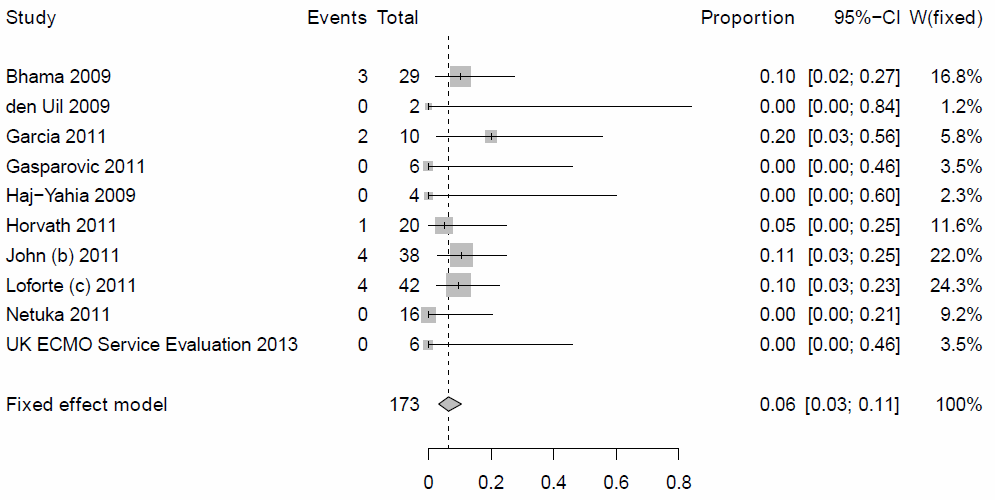 Study Events Total Proportion 95%−CI W(fixed)
Bhama 2009 3 29 0.10 [0.02; 0.27] 16.8%
den Uil 2009 0 2 0.00 [0.00; 0.84] 1.2%
Garcia 2011 2 10 0.20 [0.03; 0.56] 5.8%
Gasparovic 2011 0 6 0.00 [0.00; 0.46] 3.5%
Haj−Yahia 2009 0 4 0.00 [0.00; 0.60] 2.3%
Horvath 2011 1 20 0.05 [0.00; 0.25] 11.6%
John (b) 2011 4 38 0.11 [0.03; 0.25] 22.0%
Loforte (c) 2011 4 42 0.10 [0.03; 0.23] 24.3%
Netuka 2011 0 16 0.00 [0.00; 0.21] 9.2%
UK ECMO Service Evaluation 2013 0 6 0.00 [0.00; 0.46] 3.5%
Fixed effect model 173 0.06 [0.03; 0.11] 100%
0 0.2 0.4 0.6 0.8